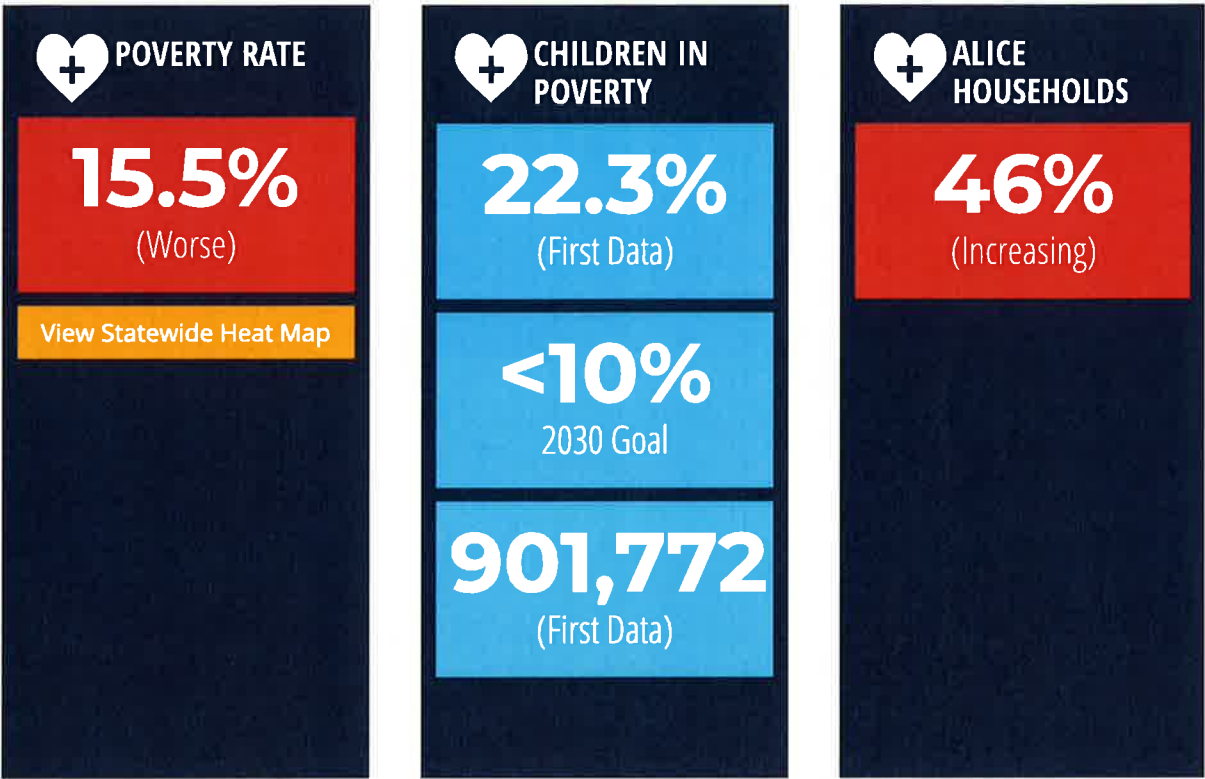 POVERTY RATE
15.5%
(Worse)
View Statewide Heat Map
CHILDREN IN
POVERTY
22.3%
(First Data)
<10%
2030 Goal
901,772
(First Data)
ALICE
HOUSEHOLDS
46%
(Increasing)